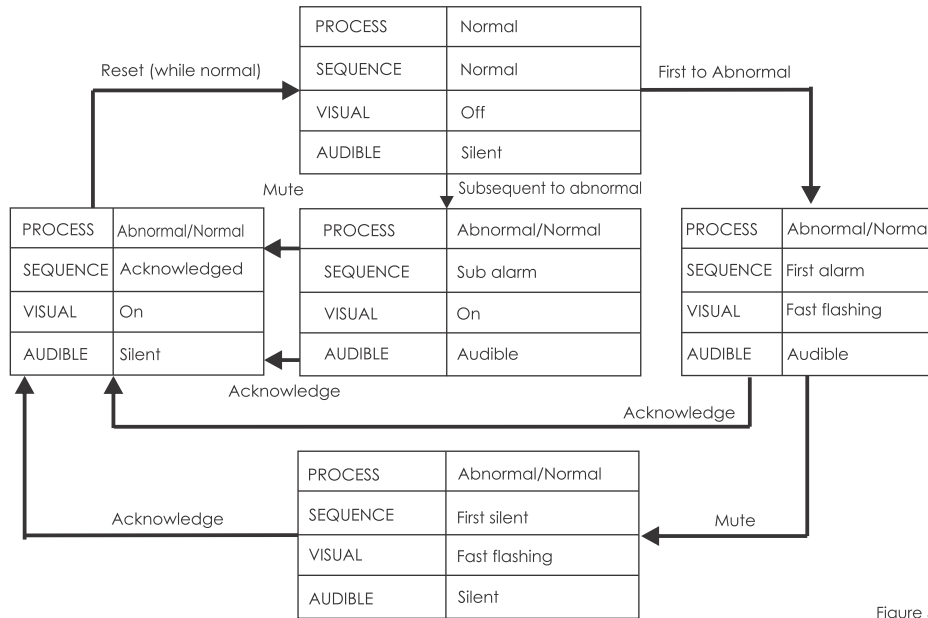 PROCESS Normal
Reset (while normal)
SEQUENCE Normal
First to Abnormal
VISUAL Off
AUDIBLE Silent
Mute
Subsequent to abnormal
PROCESS Abnormal/Normal
SEQUENCE Acknowledged
VISUAL On
AUDIBLE Silent
PROCESS Abnormal/Normal
SEQUENCE Sub alarm
VISUAL On
AUDIBLE Audible
PROCESS Abnormal/Normal
SEQUENCE First alarm
VISUAL Fast flashing
AUDIBLE Audible
Acknowledge
Acknowledge
PROCESS Abnormal/Normal
SEQUENCE First silent
VISUAL Fast flashing
AUDIBLE Silent
Acknowledge
Mute
Figure